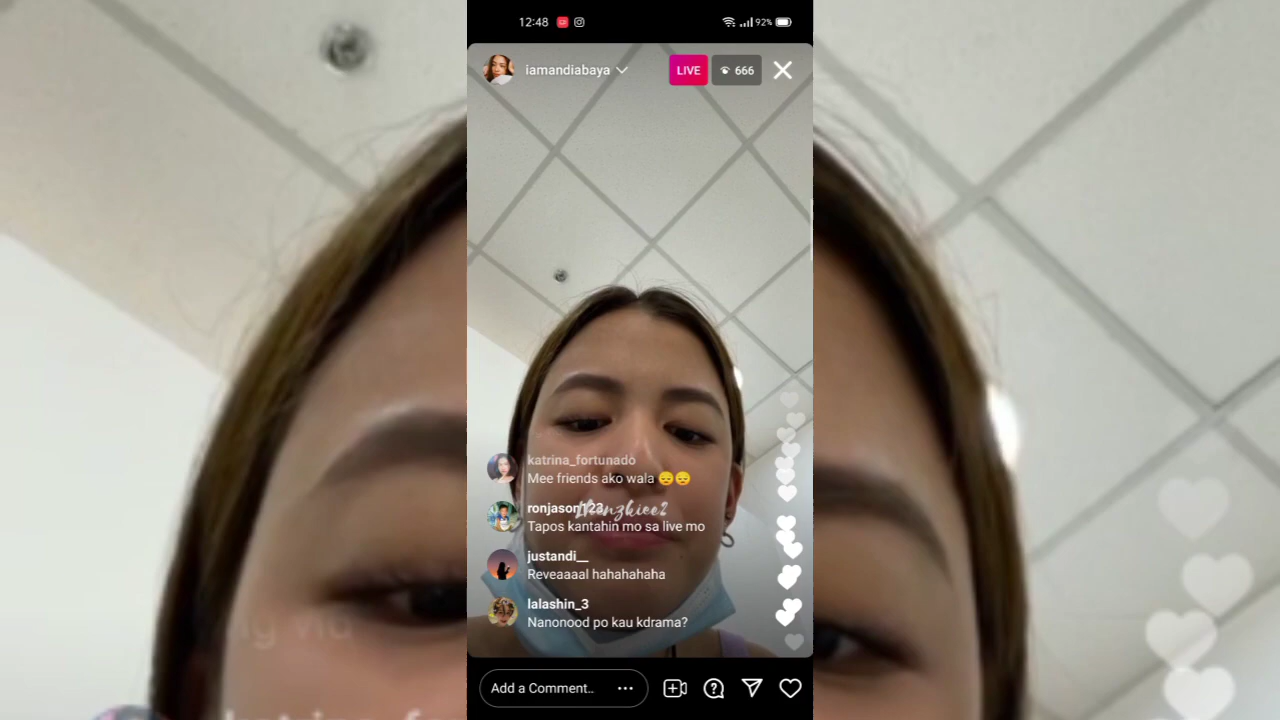 12:48
92%
iamandiabaya
LIVE
666
katrina_fortunado
Mee friends ako wala 😔😔
ronjason123
Tapos kantahin mo sa live mo
justandi__
Reveaaaal hahahahaha
lalashin_3
Nanonood po kau kdrama?
Add a Comment..